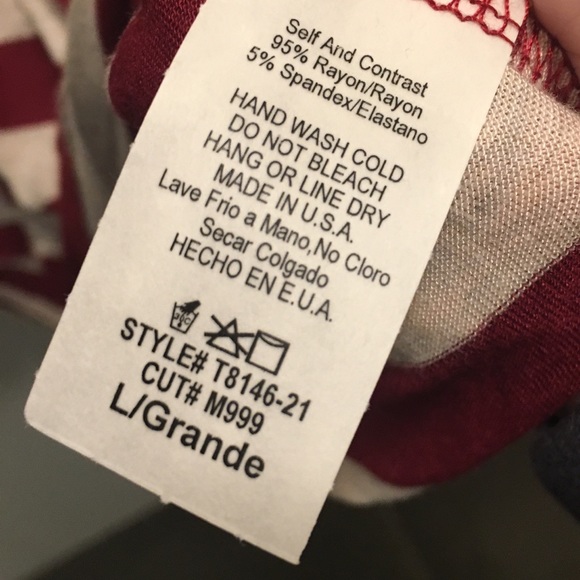 Self And Contrast
95% Rayon/Rayon
5% Spandex/Elastano
HAND WASH COLD
DO NOT BLEACH
HANG OR LINE DRY
MADE IN U.S.A.
Lave Frio a Mano,No Cloro
Secar Colgado
HECHO EN E.U.A.
STYLE# T8146-21
CUT# M999
L/Grande